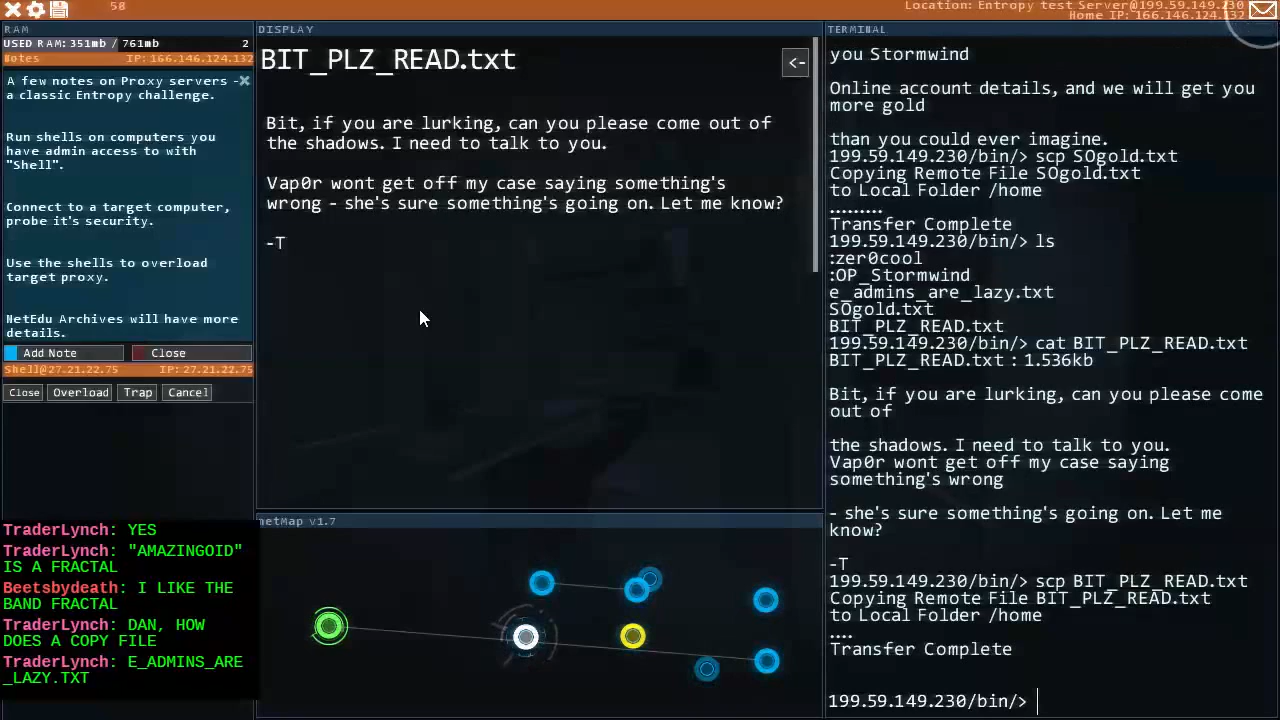 58
Location: Entropy test Server@199.59.149.230
Home IP: 166.146.124.132
RAM
USED RAM: 351mb / 761mb
2
Notes
IP: 166.146.124.132
A few notes on Proxy servers -
a classic Entropy challenge.
Run shells on computers you
have admin access to with
"Shell".
Connect to a target computer,
probe it's security.
Use the shells to overload
target proxy.
NetEdu Archives will have more
details.
Add Note
Close
Shell@27.21.22.75
IP: 27.21.22.75
Close
Overload
Trap
Cancel
TraderLynch: YES
TraderLynch: "AMAZINGOID"
IS A FRACTAL
Beetsbydeath: I LIKE THE
BAND FRACTAL
TraderLynch: DAN, HOW
DOES A COPY FILE
TraderLynch: E_ADMINS_ARE
_LAZY.TXT
DISPLAY
BIT_PLZ_READ.txt
<-
Bit, if you are lurking, can you please come out of
the shadows. I need to talk to you.
Vap0r wont get off my case saying something's
wrong - she's sure something's going on. Let me know?
-T
netMap v1.7
TERMINAL
you Stormwind
Online account details, and we will get you
more gold
than you could ever imagine.
199.59.149.230/bin/> scp SOgold.txt
Copying Remote File SOgold.txt
to Local Folder /home
.........
Transfer Complete
199.59.149.230/bin/> ls
:zer0cool
:OP_Stormwind
e_admins_are_lazy.txt
SOgold.txt
BIT_PLZ_READ.txt
199.59.149.230/bin/> cat BIT_PLZ_READ.txt
BIT_PLZ_READ.txt : 1.536kb
Bit, if you are lurking, can you please come
out of
the shadows. I need to talk to you.
Vap0r wont get off my case saying
something's wrong
- she's sure something's going on. Let me
know?
-T
199.59.149.230/bin/> scp BIT_PLZ_READ.txt
Copying Remote File BIT_PLZ_READ.txt
to Local Folder /home
....
Transfer Complete
199.59.149.230/bin/>